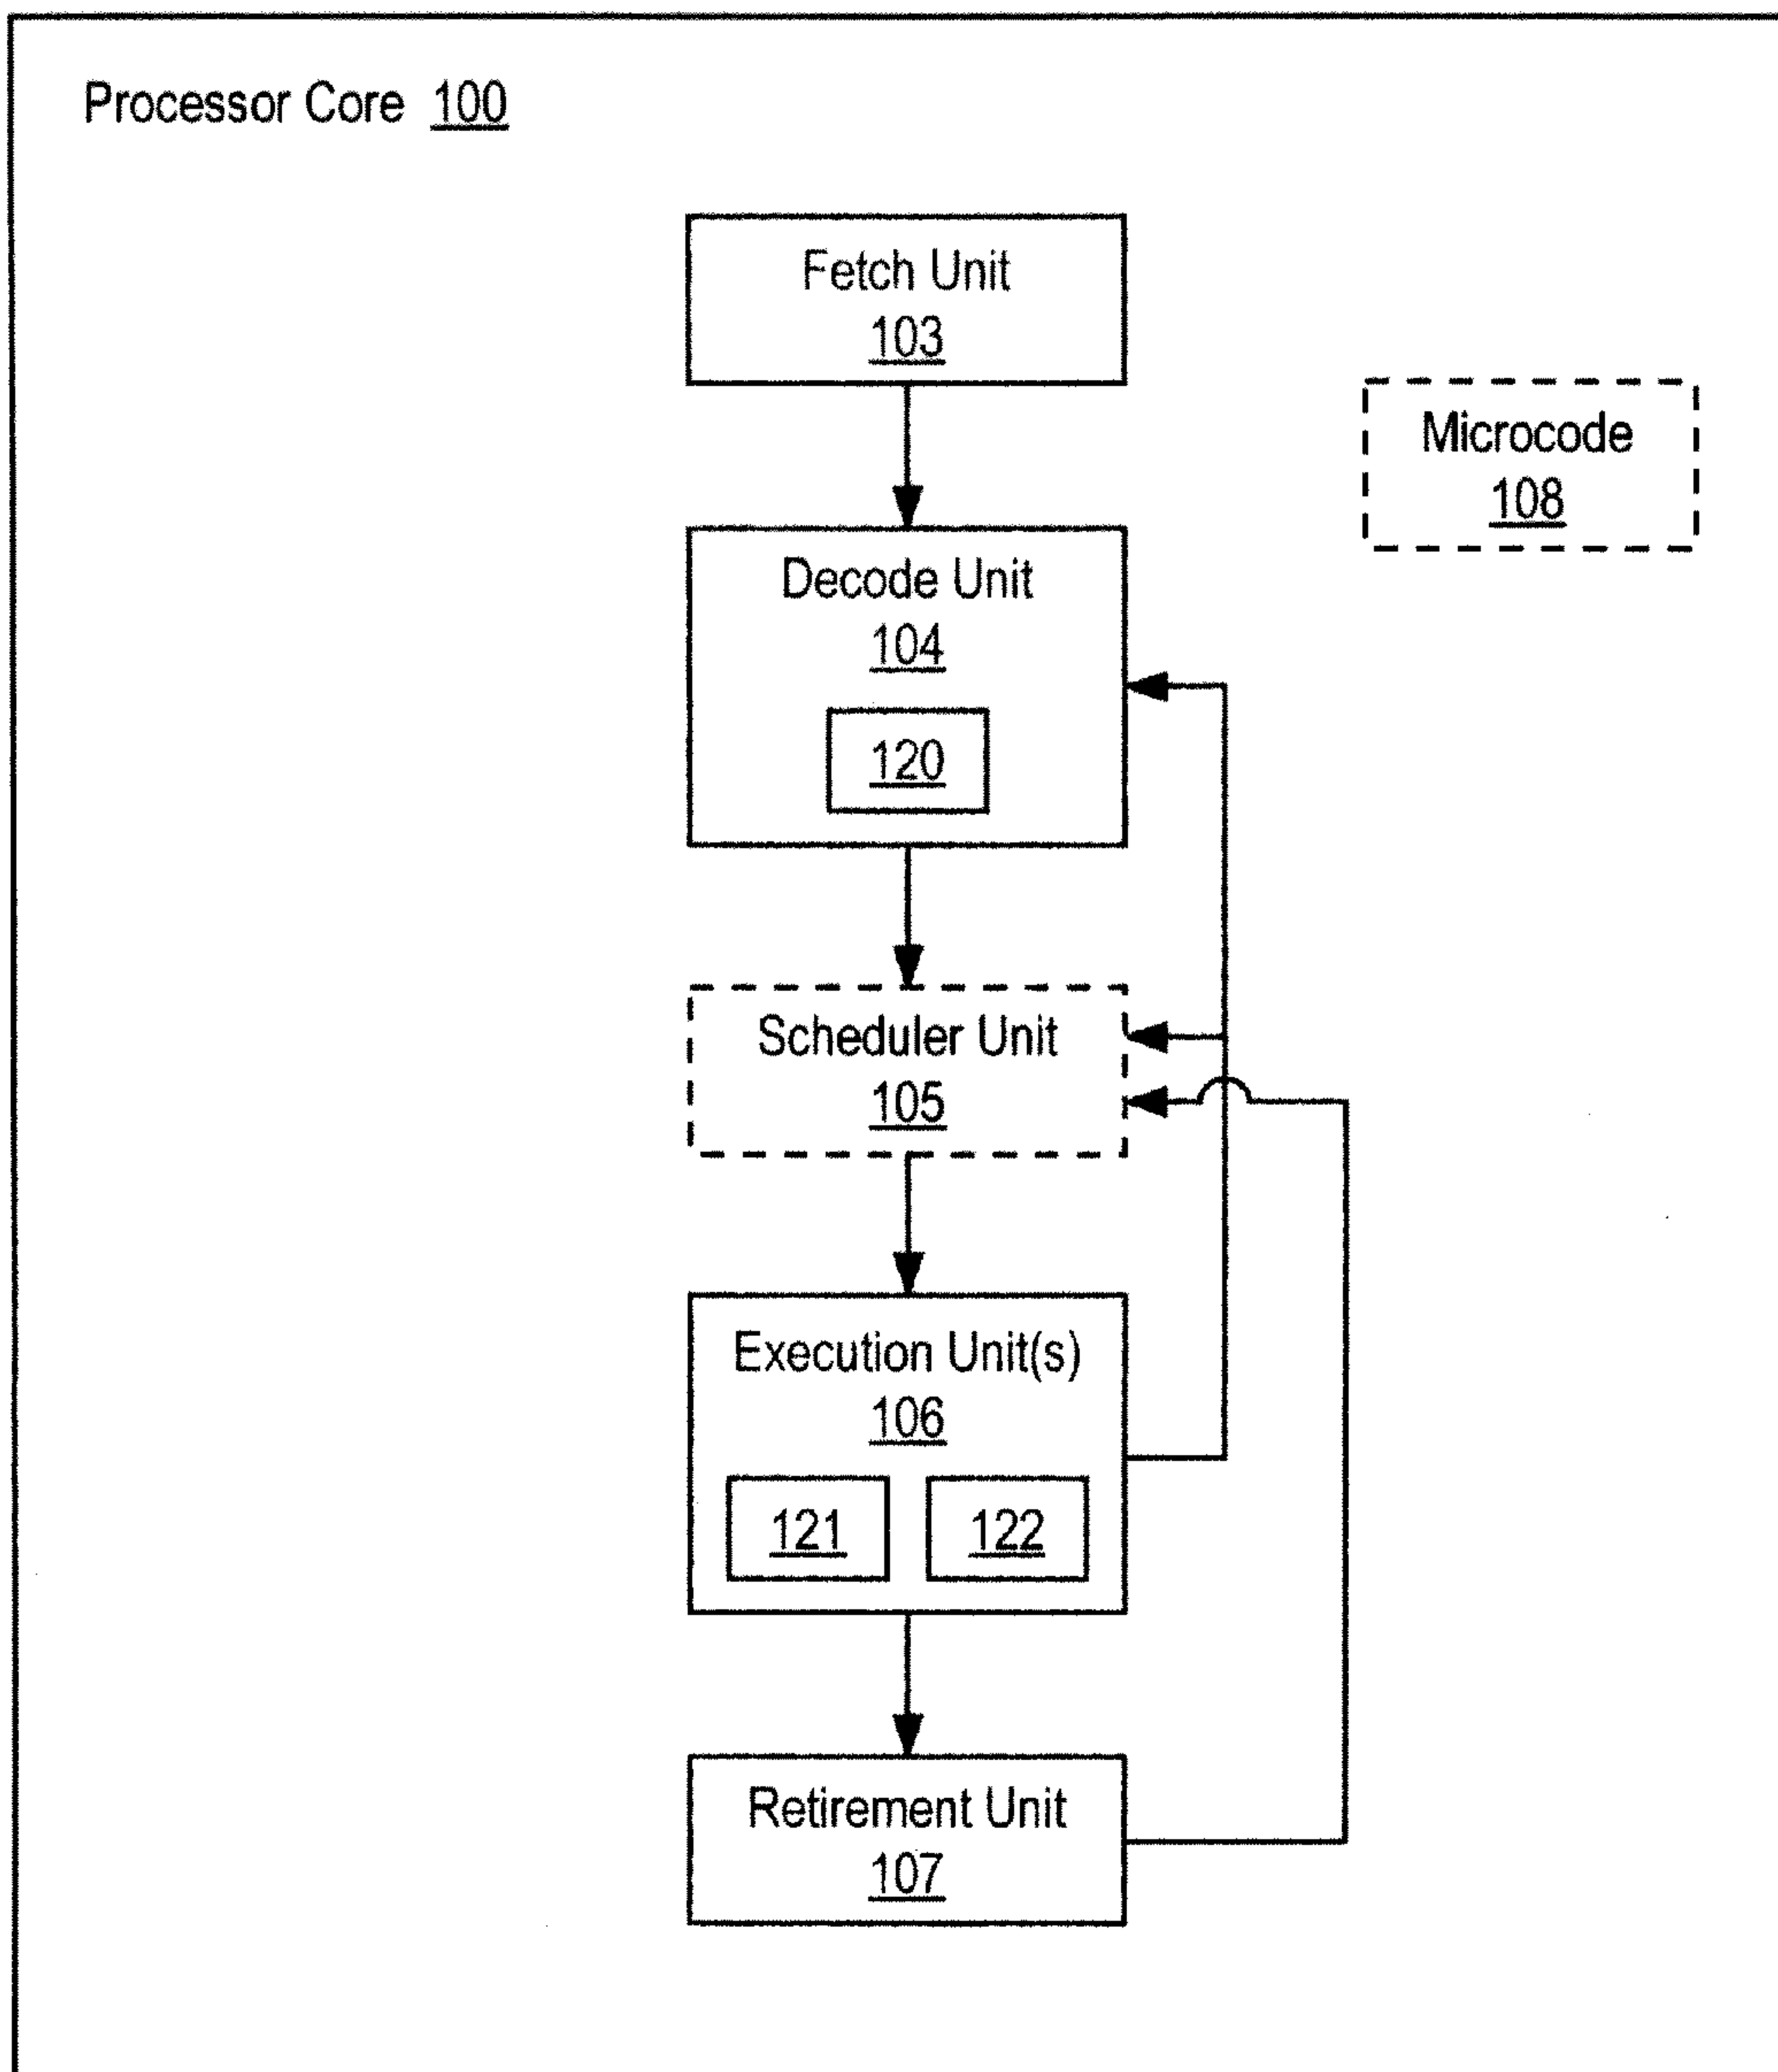 Processor Core 100
Fetch Unit
103
Microcode
108
Decode Unit
104
120
Scheduler Unit
105
Execution Unit(s)
106
121 122
Retirement Unit
107